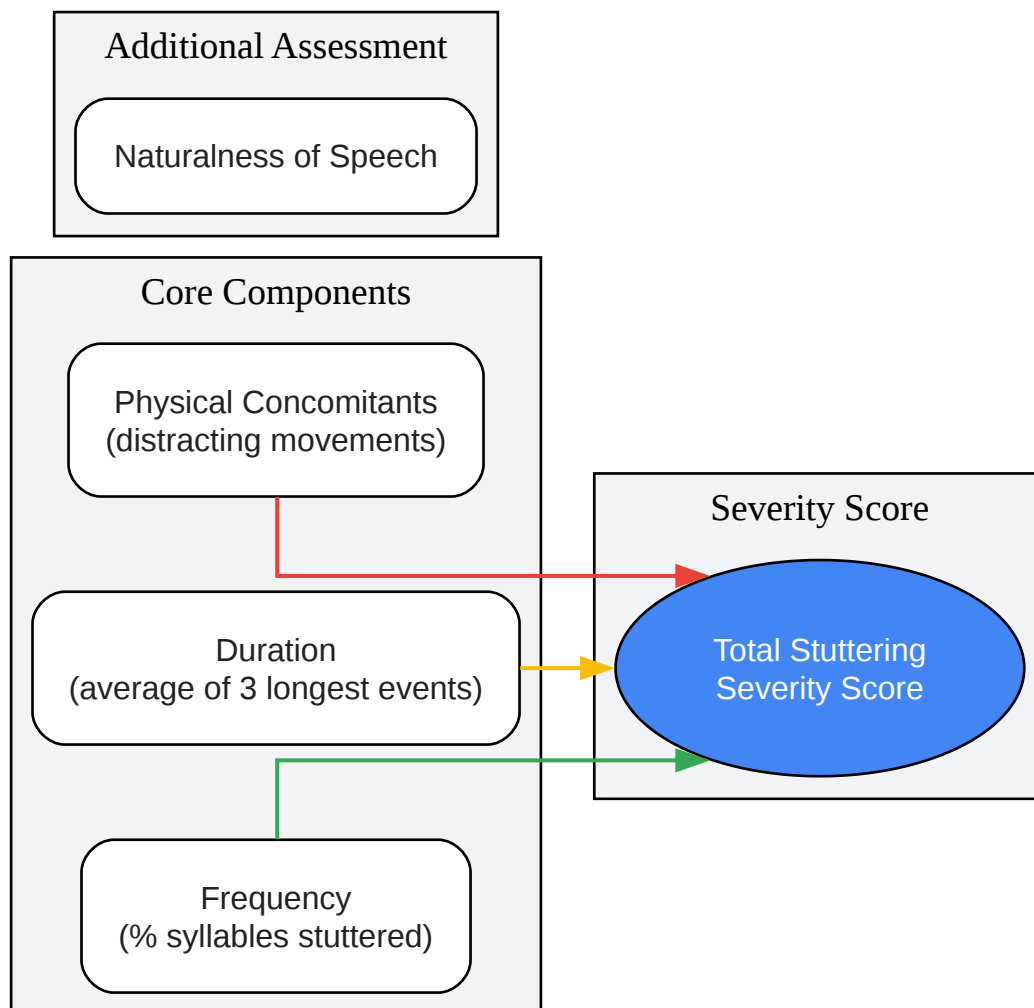 Additional Assessment
Naturalness of Speech
Core Components
Physical Concomitants
(distracting movements)
Duration
(average of 3 longest events)
Frequency
(% syllables stuttered)
Severity Score
Total Stuttering
Severity Score